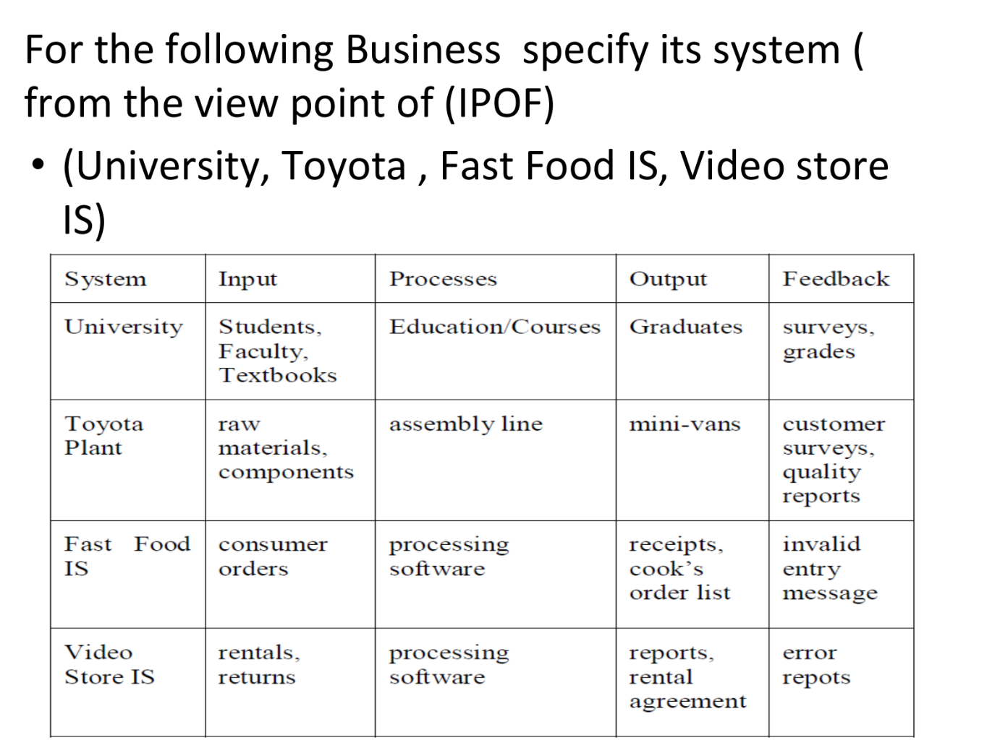 For the following Business  specify its system (
from the view point of (IPOF)
• (University, Toyota , Fast Food IS, Video store
IS)
System Input Processes Output Feedback
University Students, Education/Courses Graduates surveys,
Faculty, grades
Textbooks
Toyota raw assembly line mini-vans customer
Plant materials, surveys,
components quality
reports
Fast Food consumer processing receipts, invalid
IS orders software cook's entry
order list message
Video rentals, processing reports, error
Store IS returns software rental repots
agreement